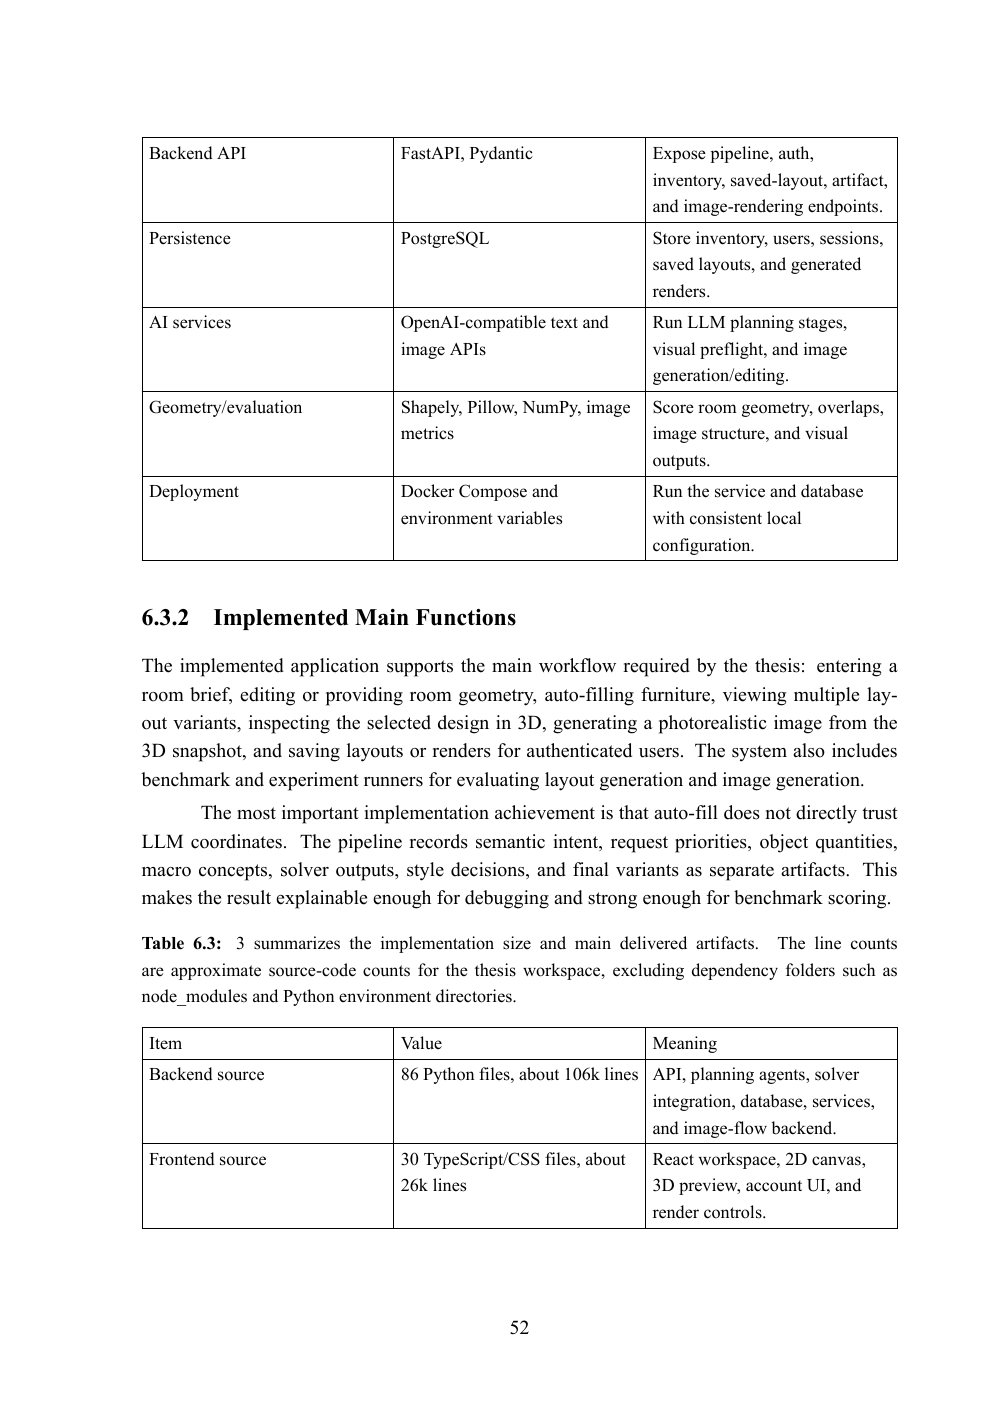 Backend API
FastAPI, Pydantic
Expose pipeline, auth,
inventory, saved-layout, artifact,
and image-rendering endpoints.
Persistence
PostgreSQL
Store inventory, users, sessions,
saved layouts, and generated
renders.
AI services
OpenAI-compatible text and
image APIs
Run LLM planning stages,
visual preflight, and image
generation/editing.
Geometry/evaluation
Shapely, Pillow, NumPy, image
metrics
Score room geometry, overlaps,
image structure, and visual
outputs.
Deployment
Docker Compose and
environment variables
Run the service and database
with consistent local
configuration.
6.3.2 Implemented Main Functions
The implemented application supports the main workflow required by the thesis: entering a
room brief, editing or providing room geometry, auto-filling furniture, viewing multiple lay-
out variants, inspecting the selected design in 3D, generating a photorealistic image from the
3D snapshot, and saving layouts or renders for authenticated users. The system also includes
benchmark and experiment runners for evaluating layout generation and image generation.
The most important implementation achievement is that auto-fill does not directly trust
LLM coordinates. The pipeline records semantic intent, request priorities, object quantities,
macro concepts, solver outputs, style decisions, and final variants as separate artifacts. This
makes the result explainable enough for debugging and strong enough for benchmark scoring.
Table 6.3: 3 summarizes the implementation size and main delivered artifacts. The line counts
are approximate source-code counts for the thesis workspace, excluding dependency folders such as
node_modules and Python environment directories.
Item
Value
Meaning
Backend source
86 Python files, about 106k lines
API, planning agents, solver
integration, database, services,
and image-flow backend.
Frontend source
30 TypeScript/CSS files, about
26k lines
React workspace, 2D canvas,
3D preview, account UI, and
render controls.
52